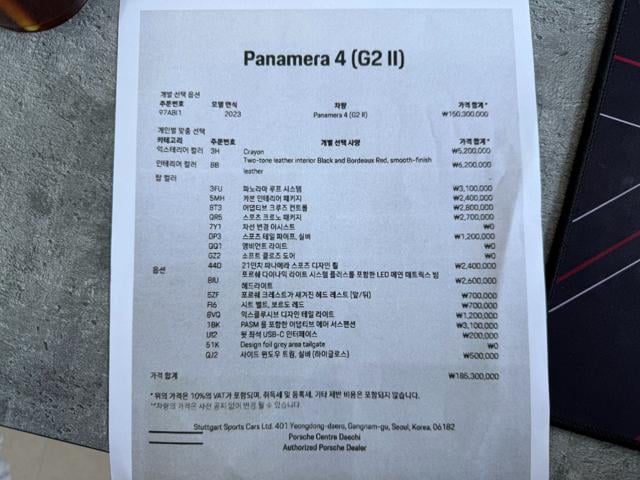 Panamera 4 (G2 II)
개별 선택 옵션
주문번호 모델 연식 차량 가격 합계*
97ABI1 2023 Panamera 4 (G2 II) ₩150,300,000
개인별 맞춤 선택
카테고리 주문번호 개별 선택 사양 가격 합계*
익스테리어 컬러 3H Crayon ₩5,200,000
인테리어 컬러 BB Two-tone leather interior Black and Bordeaux Red, smooth-finish leather ₩6,200,000
탑 컬러 -
옵션
3FU 파노라마 루프 시스템 ₩3,100,000
5MH 카본 인테리어 패키지 ₩2,400,000
8T3 어댑티브 크루즈 컨트롤 ₩2,800,000
QR5 스포츠 크로노 패키지 ₩2,700,000
7Y1 차선 변경 어시스트 ₩0
0P3 스포츠 테일 파이프, 실버 ₩1,200,000
QQ1 앰비언트 라이트 ₩0
GZ2 소프트 클로즈 도어 ₩0
44O 21인치 파나메라 스포츠 디자인 휠 ₩2,400,000
8IU 포르쉐 다이나믹 라이트 시스템 플러스를 포함한 LED 메인 매트릭스 빔 헤드라이트 ₩2,600,000
5ZF 포르쉐 크레스트가 새겨진 헤드 레스트 (앞/뒤) ₩700,000
FI6 시트 벨트, 보르도 레드 ₩700,000
8VQ 익스클루시브 디자인 테일 라이트 ₩1,200,000
1BK PASM 을 포함한 어댑티브 에어 서스펜션 ₩3,100,000
UI2 뒷 좌석 USB-C 인터페이스 ₩200,000
51K Design foil grey area tailgate ₩0
QJ2 사이드 윈도우 트림, 실버 (하이글로스) ₩500,000
가격 합계 ₩185,300,000
* 위의 가격은 10%의 VAT가 포함되며, 취득세 및 등록세, 기타 제반 비용은 포함되지 않습니다.
**차량의 가격은 사전 공지 없이 변경 될 수 있습니다.
Stuttgart Sports Cars Ltd. 401 Yeongdong-daero, Gangnam-gu, Seoul, Korea, 06182
Porsche Centre Daechi
Authorized Porsche Dealer